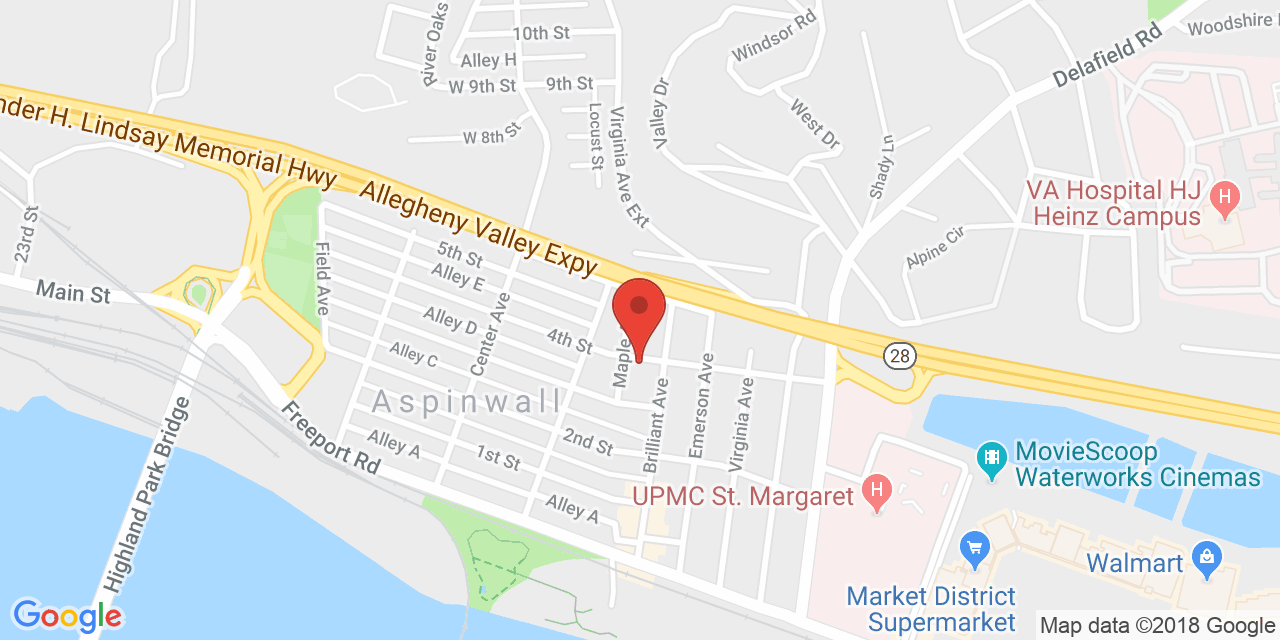 River Oaks
10th St
Alley H
W 9th St
9th St
W 8th St
Locust St
Virginia Ave Ext
Valley Dr
Windsor Rd
West Dr
Shady Ln
Delafield Rd
Woodshire
nder H. Lindsay Memorial Hwy
Allegheny Valley Expy
VA Hospital HJ
Heinz Campus
H
Alpine Cir
23rd St
Main St
Field Ave
5th St
Alley E
Alley D
Alley C
Center Ave
4th St
Maple
28
Aspinwall
Brilliant Ave
Emerson Ave
Virginia Ave
Highland Park Bridge
Freeport Rd
Alley A
1st St
2nd St
Alley A
UPMC St. Margaret
H
MovieScoop
Waterworks Cinemas
Walmart
Market District
Supermarket
Google
Map data ©2018 Google